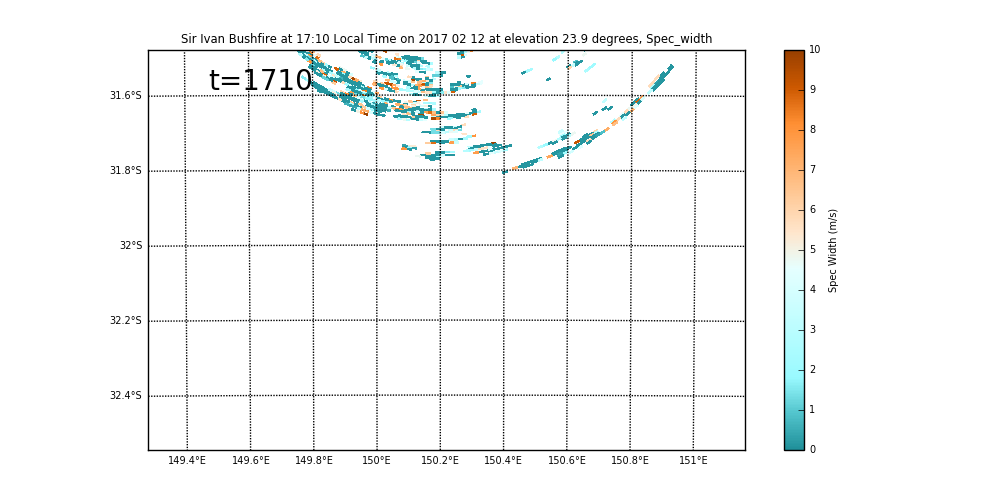 Sir Ivan Bushfire at 17:10 Local Time on 2017 02 12 at elevation 23.9 degrees, Spec_width
t=1710
31.6°S
31.8°S
32°S
32.2°S
32.4°S
149.4°E 149.6°E 149.8°E 150°E 150.2°E 150.4°E 150.6°E 150.8°E 151°E
10
9
8
7
6
5
4
3
2
1
0
Spec Width (m/s)